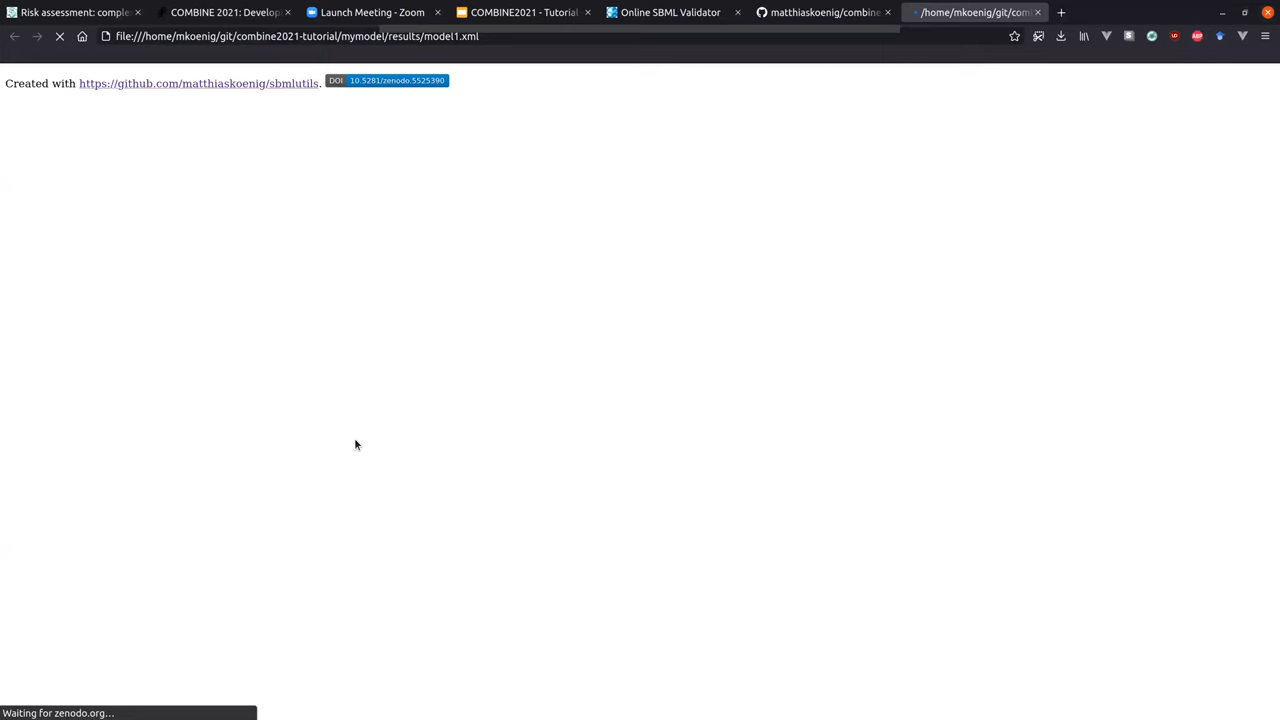 Risk assessment: comple
COMBINE 2021: Develop
Launch Meeting - Zoom
COMBINE2021 - Tutorial
Online SBML Validator
matthiaskoenig/combine
/home/mkoenig/git/com
file:///home/mkoenig/git/combine2021-tutorial/mymodel/results/model1.xml
Created with https://github.com/matthiaskoenig/sbmlutils. DOI 10.5281/zenodo.5525390
Waiting for zenodo.org…